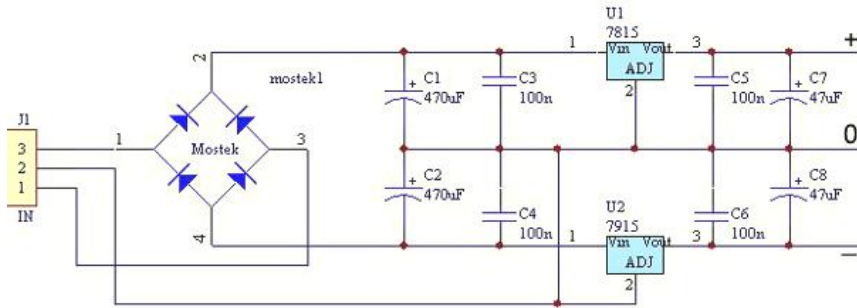 U1
7815
1 Vin Vout 3 +
ADJ
2
2
mostek1
C1
470uF
C3
100n
C5
100n
C7
47uF
J1
3
2
1
IN
1
Mostek
3
0
C2
470uF
C4
100n
C6
100n
C8
47uF
4
U2
7915
1 Vin Vout 3 −
ADJ
2
+
+
+
+